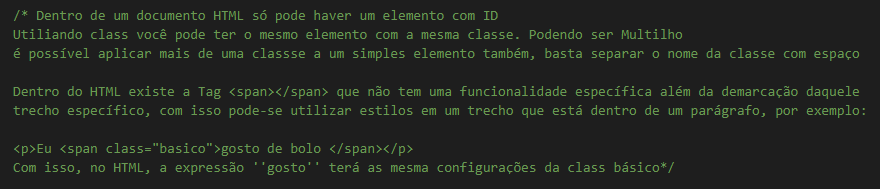 /* Dentro de um documento HTML só pode haver um elemento com ID
Utiliando class você pode ter o mesmo elemento com a mesma classe. Podendo ser Multilho
é possível aplicar mais de uma classse a um simples elemento também, basta separar o nome da classe com espaço
Dentro do HTML existe a Tag <span></span> que não tem uma funcionalidade específica além da demarcação daquele
trecho específico, com isso pode-se utilizar estilos em um trecho que está dentro de um parágrafo, por exemplo:
<p>Eu <span class="basico">gosto de bolo </span></p>
Com isso, no HTML, a expressão ''gosto'' terá as mesma configurações da class básico*/